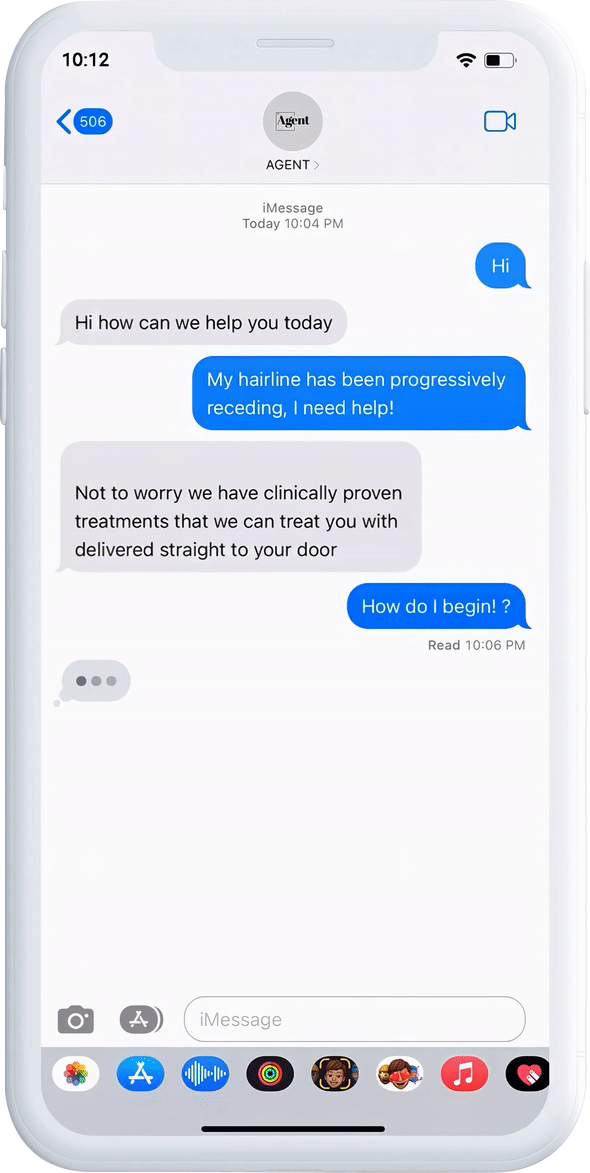 10:12
506
Agent
AGENT >
iMessage
Today 10:04 PM
Hi
Hi how can we help you today
My hairline has been progressively
receding, I need help!
Not to worry we have clinically proven
treatments that we can treat you with
delivered straight to your door
How do I begin! ?
Read 10:06 PM
iMessage